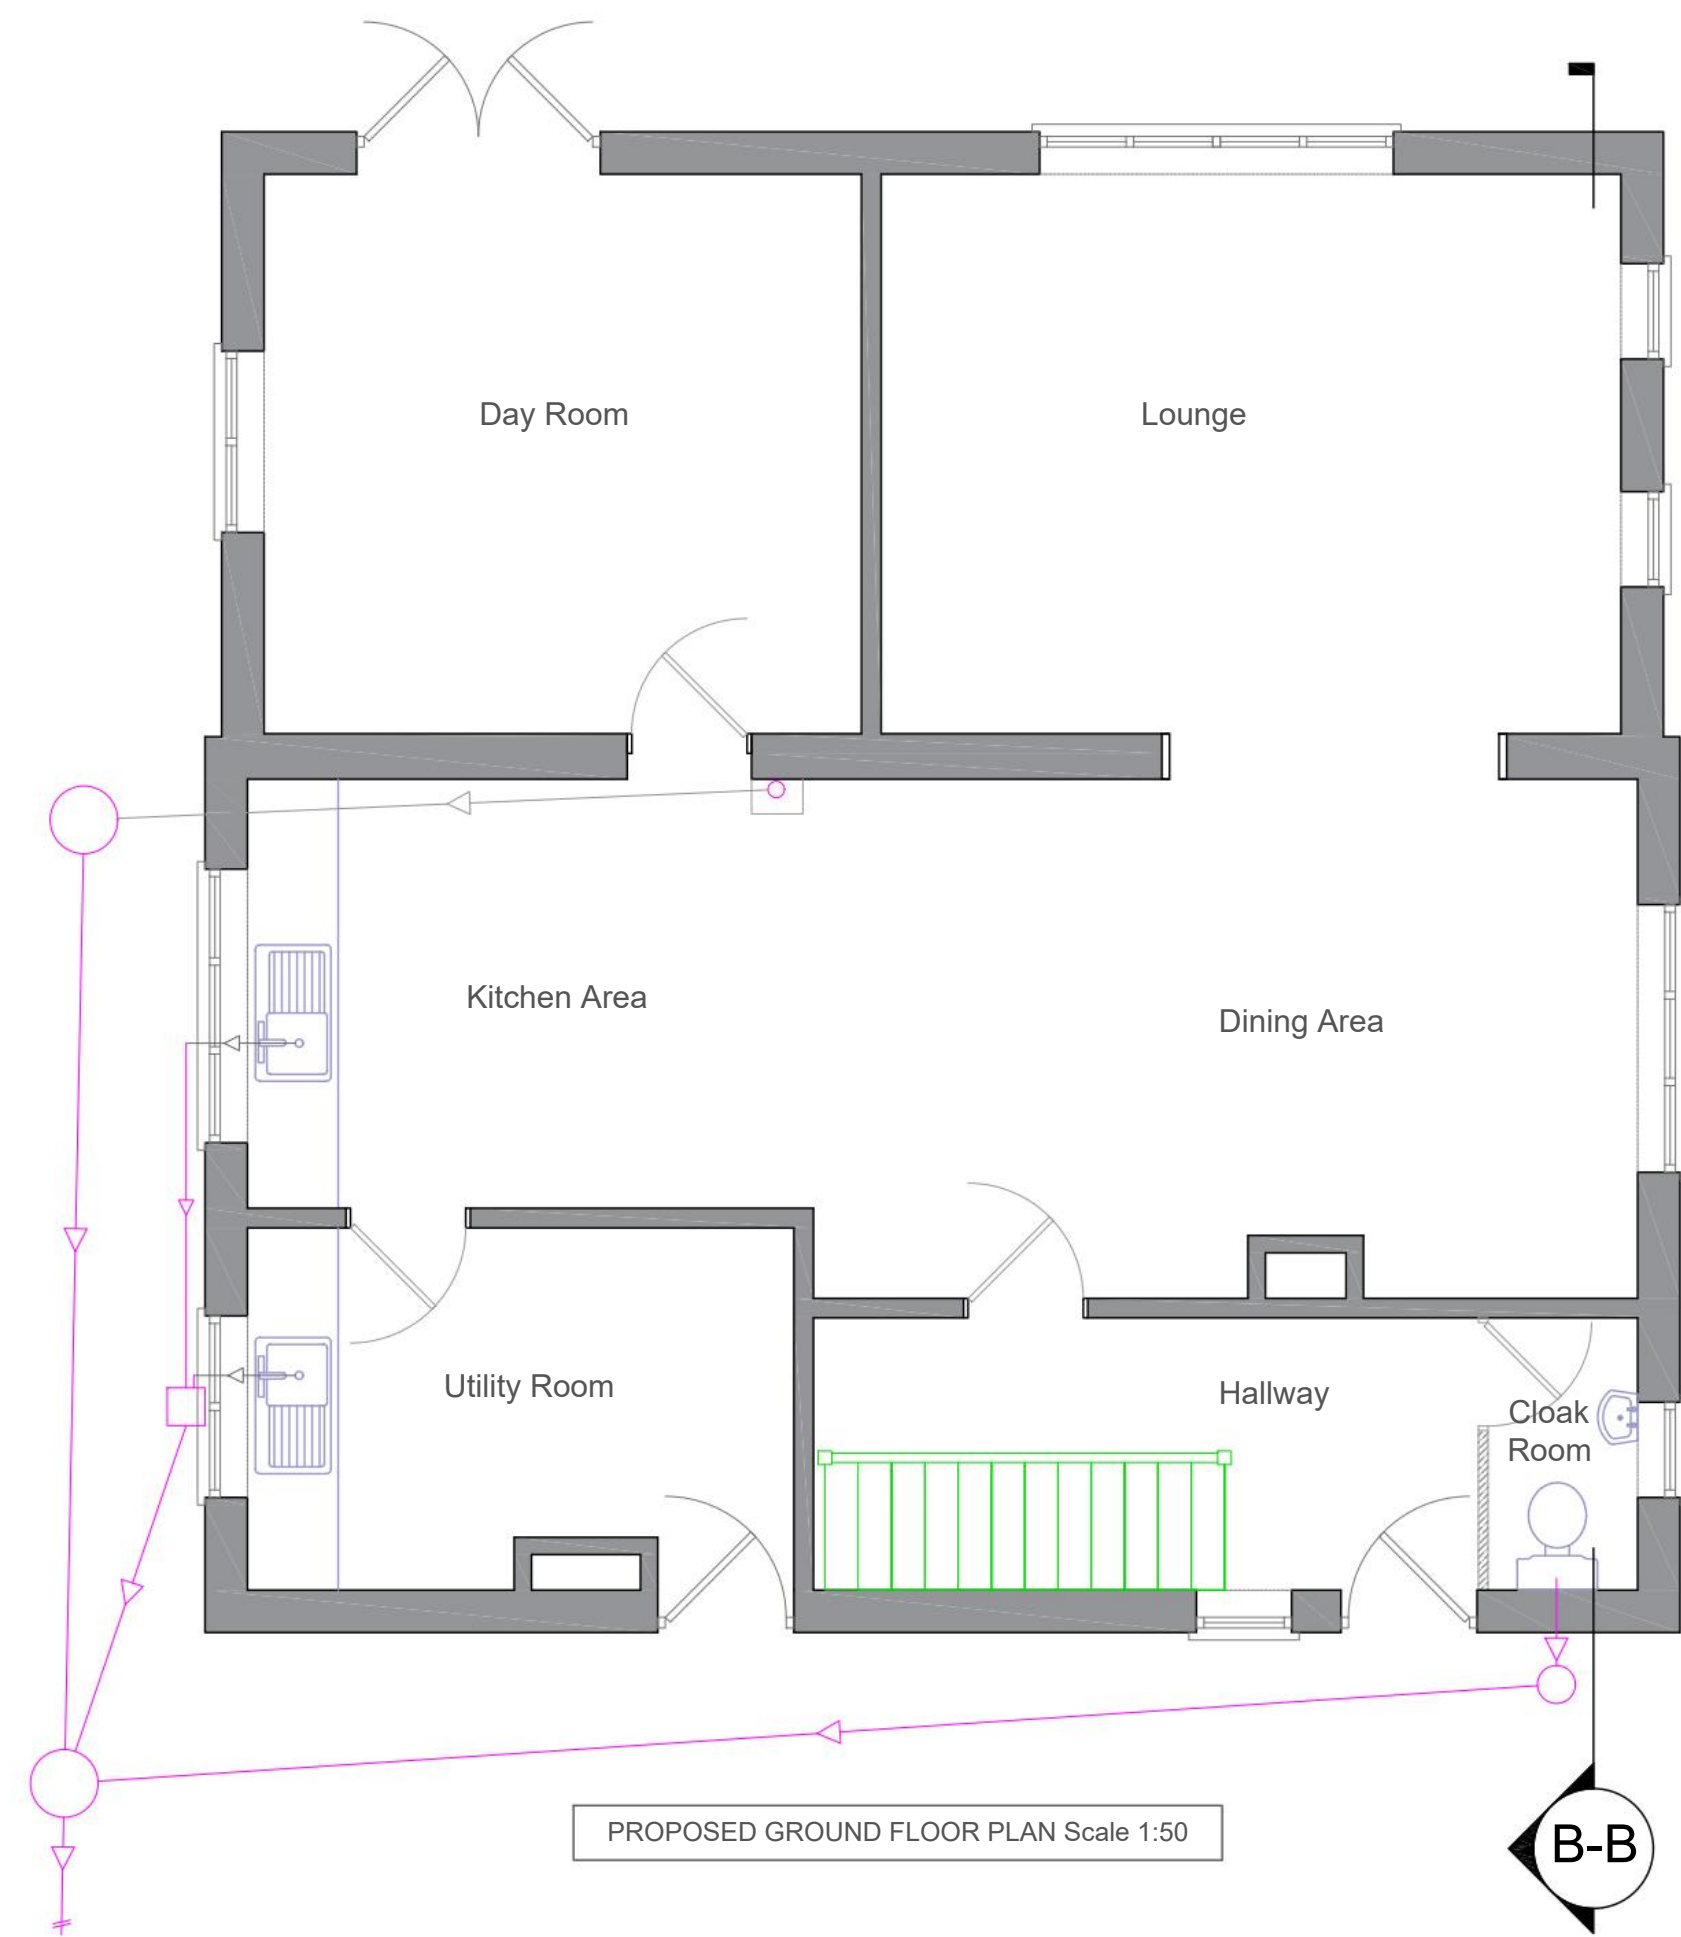 Day Room
Lounge
Kitchen Area
Dining Area
Utility Room
Hallway
Cloak
Room
PROPOSED GROUND FLOOR PLAN Scale 1:50
B-B